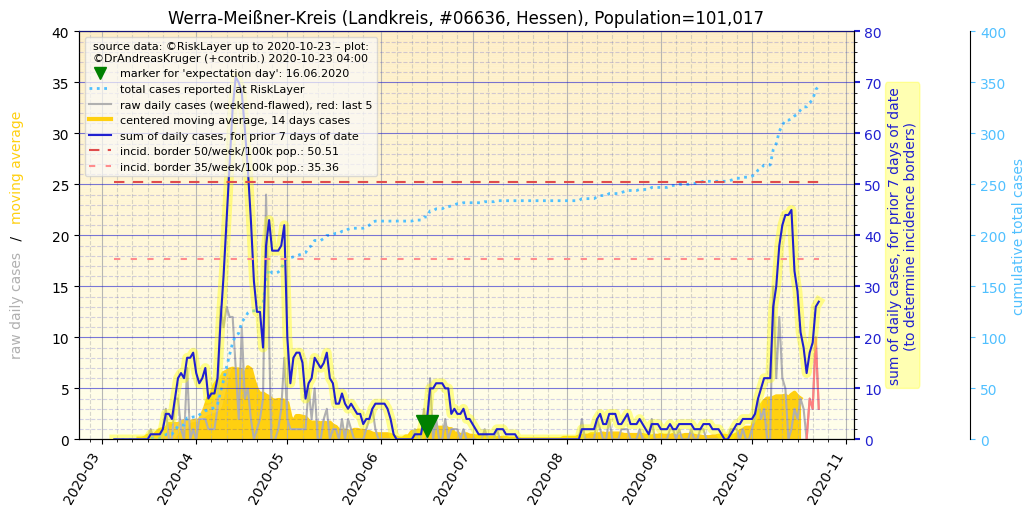 Werra-Meißner-Kreis (Landkreis, #06636, Hessen), Population=101,017
source data: ©RiskLayer up to 2020-10-23 – plot:
©DrAndreasKruger (+contrib.) 2020-10-23 04:00
marker for 'expectation day': 16.06.2020
total cases reported at RiskLayer
raw daily cases (weekend-flawed), red: last 5
centered moving average, 14 days cases
sum of daily cases, for prior 7 days of date
incid. border 50/week/100k pop.: 50.51
incid. border 35/week/100k pop.: 35.36
raw daily cases / moving average
40
35
30
25
20
15
10
5
0
2020-03
2020-04
2020-05
2020-06
2020-07
2020-08
2020-09
2020-10
2020-11
80
70
60
50
40
30
20
10
0
sum of daily cases, for prior 7 days of date
(to determine incidence borders)
400
350
300
250
200
150
100
50
0
cumulative total cases